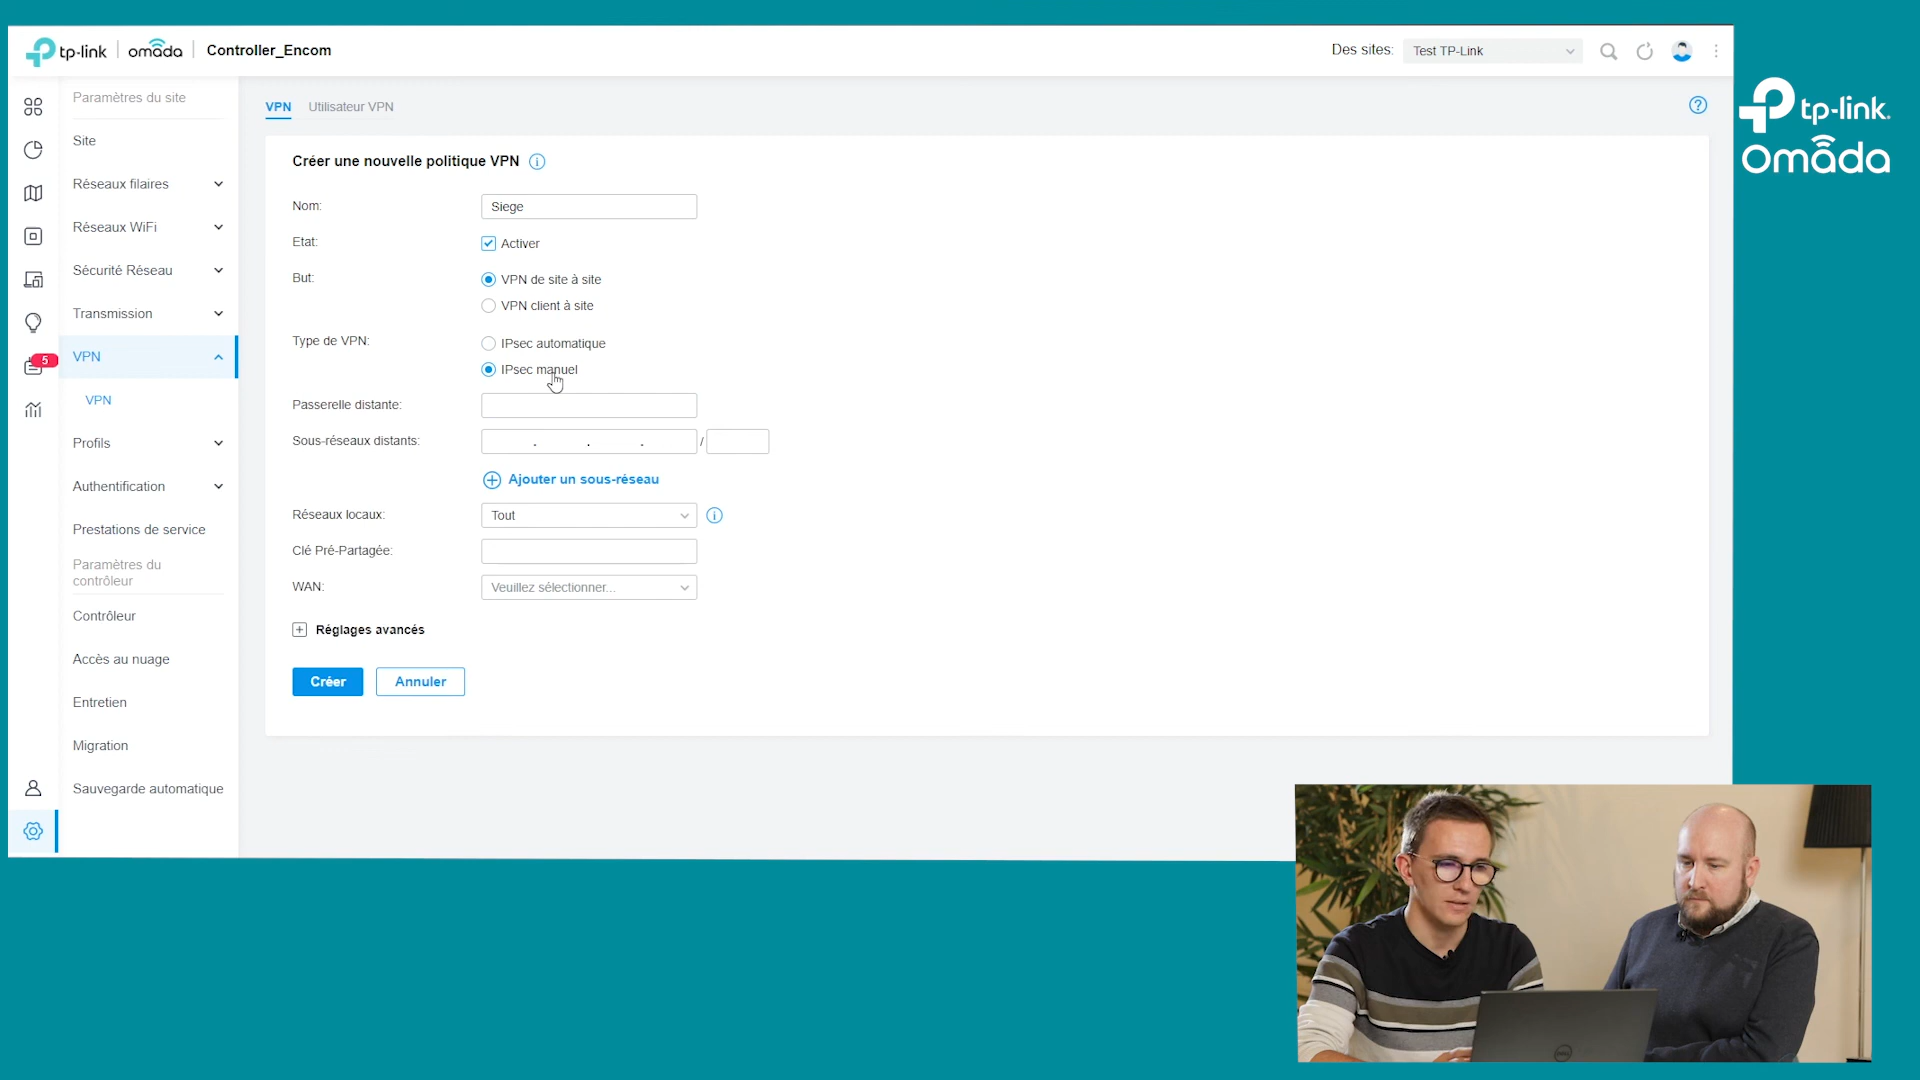 tp-link
omada
Controller_Encom
Des sites:
Test TP-Link
Paramètres du site
Site
Réseaux filaires
Réseaux WiFi
Sécurité Réseau
Transmission
VPN
5
VPN
Profils
Authentification
Prestations de service
Paramètres du
contrôleur
Contrôleur
Accès au nuage
Entretien
Migration
Sauvegarde automatique
VPN
Utilisateur VPN
?
Créer une nouvelle politique VPN
Nom:
Siege
Etat:
Activer
But:
VPN de site à site
VPN client à site
Type de VPN:
IPsec automatique
IPsec manuel
Passerelle distante:
Sous-réseaux distants:
. . . /
Ajouter un sous-réseau
Réseaux locaux:
Tout
Clé Pré-Partagée:
WAN:
Veuillez sélectionner...
Réglages avancés
Créer
Annuler
tp-link.
omada